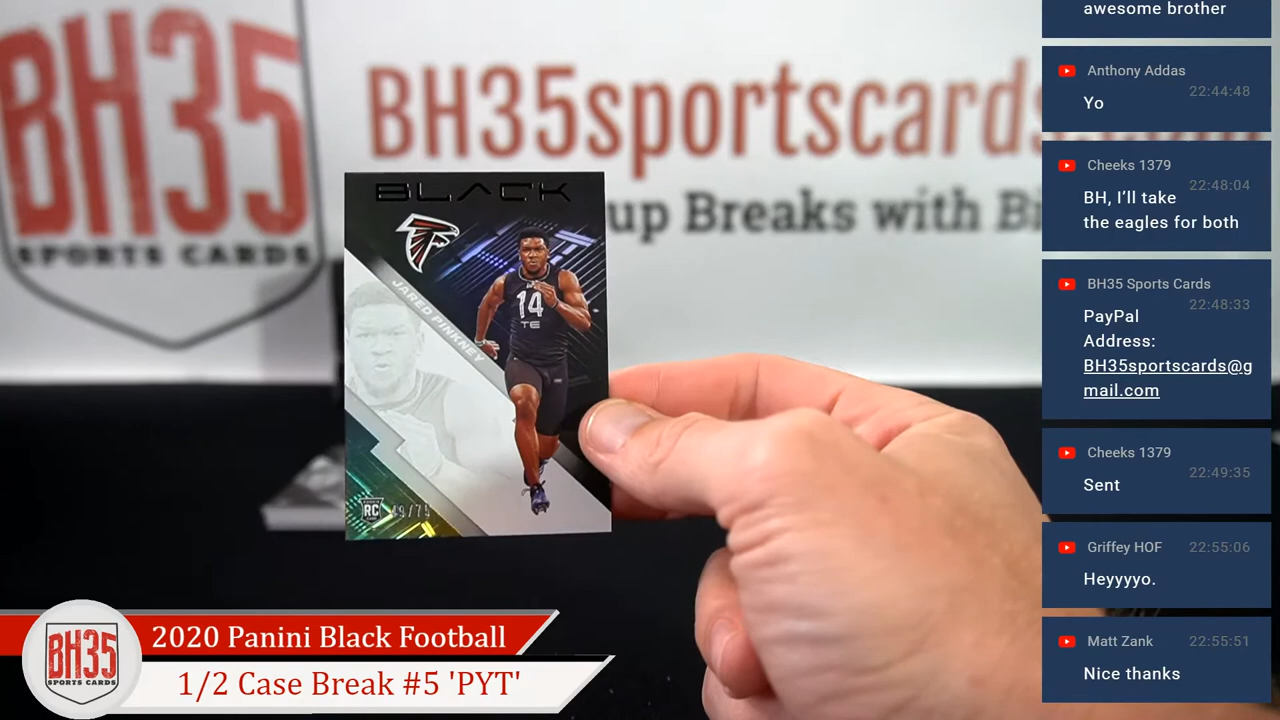 BH35
SPORTS CARDS
BH35sportscards
up Breaks with Bi
BLACK
JARED PINKNEY
14
TE
RC
49/75
BH35
SPORTS CARDS
2020 Panini Black Football
1/2 Case Break #5 'PYT'
awesome brother
Anthony Addas
22:44:48
Yo
Cheeks 1379
22:48:04
BH, I’ll take
the eagles for both
BH35 Sports Cards
22:48:33
PayPal
Address:
BH35sportscards@g
mail.com
Cheeks 1379
22:49:35
Sent
Griffey HOF 22:55:06
Heyyyyo.
Matt Zank 22:55:51
Nice thanks